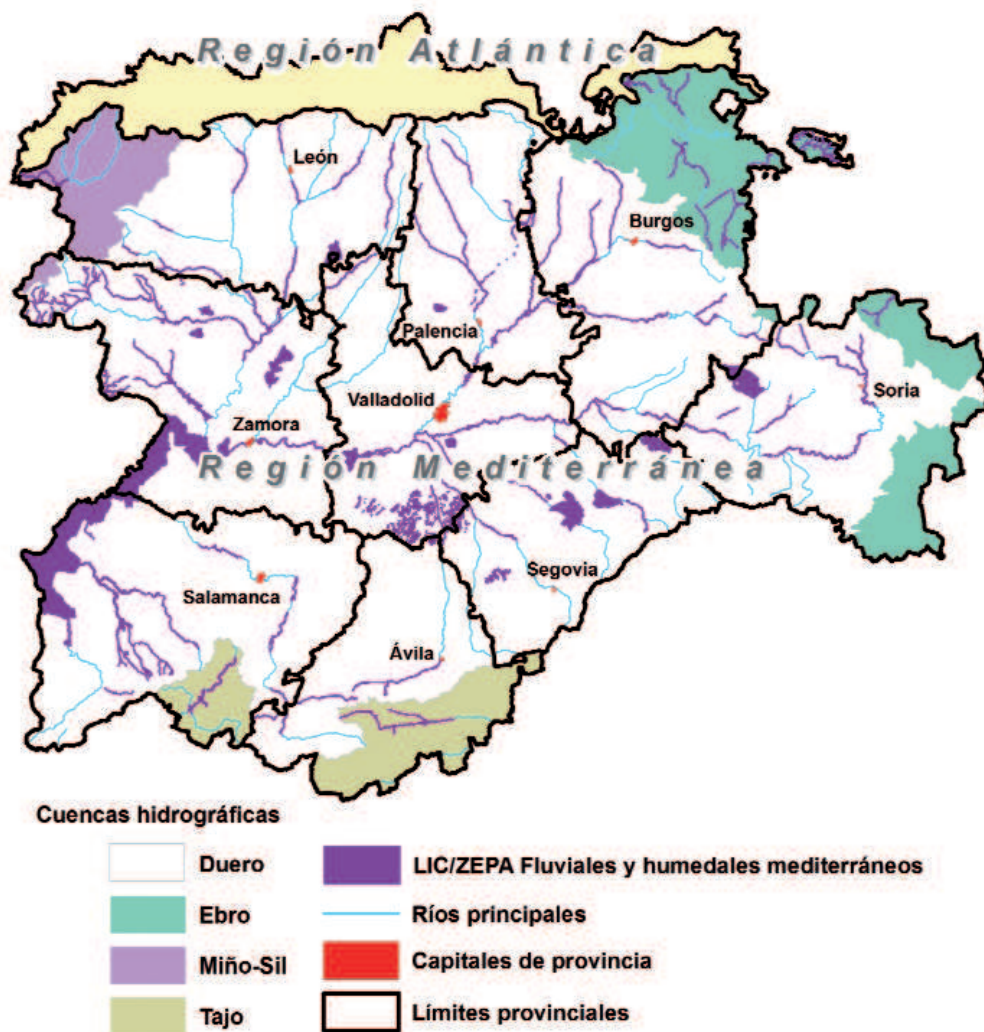 Región Atlántica
León
Burgos
Palencia
Soria
Valladolid
Zamora
Región Mediterránea
Segovia
Salamanca
Ávila
Cuencas hidrográficas
Duero
LIC/ZEPA Fluviales y humedales mediterráneos
Ebro
Ríos principales
Miño-Sil
Capitales de provincia
Tajo
Límites provinciales